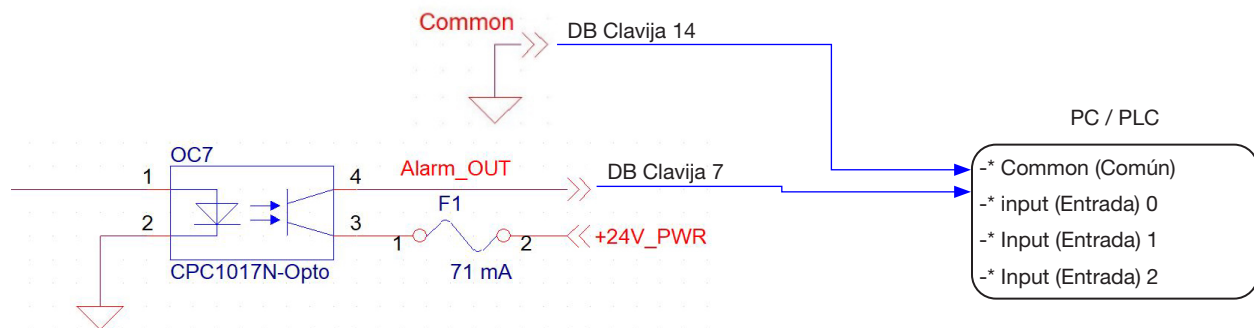 Common
DB Clavija 14
PC / PLC
OC7
1
4
Alarm_OUT
DB Clavija 7
-* Common (Común)
-* input (Entrada) 0
-* Input (Entrada) 1
-* Input (Entrada) 2
F1
2
3
1
2
+24V_PWR
CPC1017N-Opto
71 mA